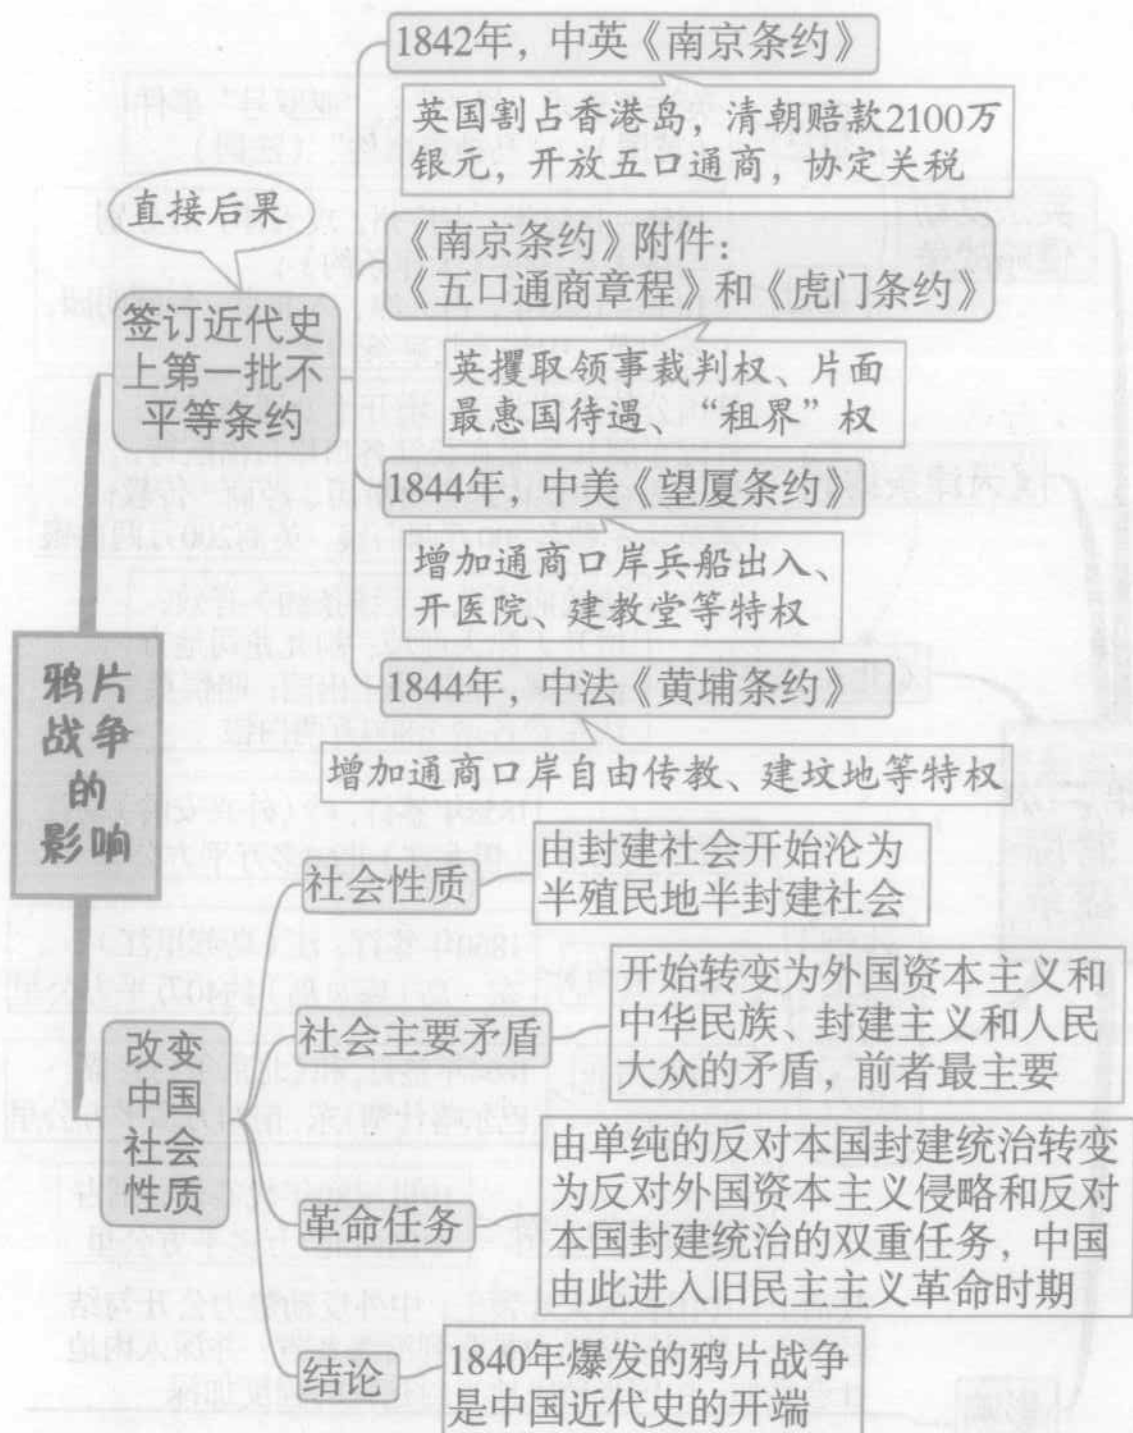 鸦片
战争
的
影响
直接后果
签订近代史
上第一批不
平等条约
1842年，中英《南京条约》
英国割占香港岛，清朝赔款2100万
银元，开放五口通商，协定关税
《南京条约》附件：
《五口通商章程》和《虎门条约》
英攫取领事裁判权、片面
最惠国待遇、“租界”权
1844年，中美《望厦条约》
增加通商口岸兵船出入、
开医院、建教堂等特权
1844年，中法《黄埔条约》
增加通商口岸自由传教、建坟地等特权
改变
中国
社会
性质
社会性质
由封建社会开始沦为
半殖民地半封建社会
社会主要矛盾
开始转变为外国资本主义和
中华民族、封建主义和人民
大众的矛盾，前者最主要
革命任务
由单纯的反对本国封建统治转变
为反对外国资本主义侵略和反对
本国封建统治的双重任务，中国
由此进入旧民主主义革命时期
结论
1840年爆发的鸦片战争
是中国近代史的开端